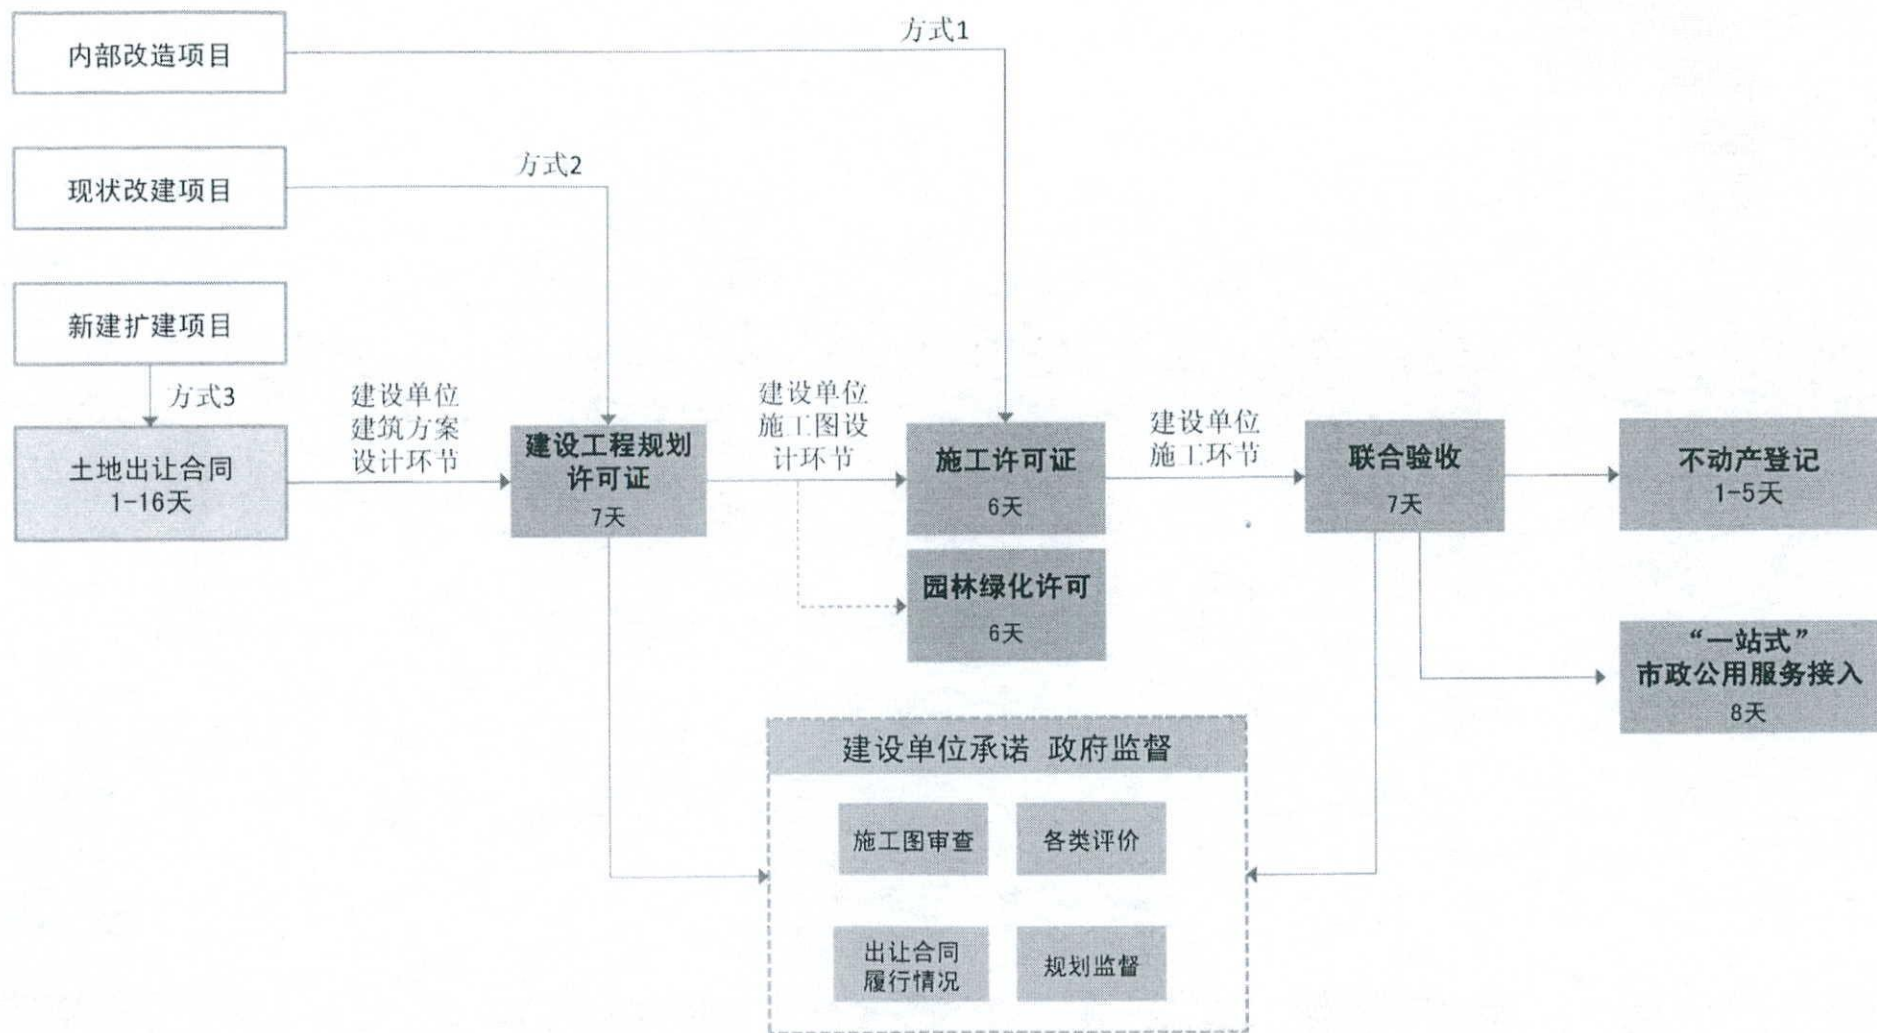 内部改造项目
方式1
现状改建项目
方式2
新建扩建项目
方式3
土地出让合同
1-16天
建设单位
建筑方案
设计环节
建设工程规划
许可证
7天
建设单位
施工图设
计环节
施工许可证
6天
园林绿化许可
6天
建设单位
施工环节
联合验收
7天
不动产登记
1-5天
“一站式”
市政公用服务接入
8天
建设单位承诺 政府监督
施工图审查
各类评价
出让合同
履行情况
规划监督